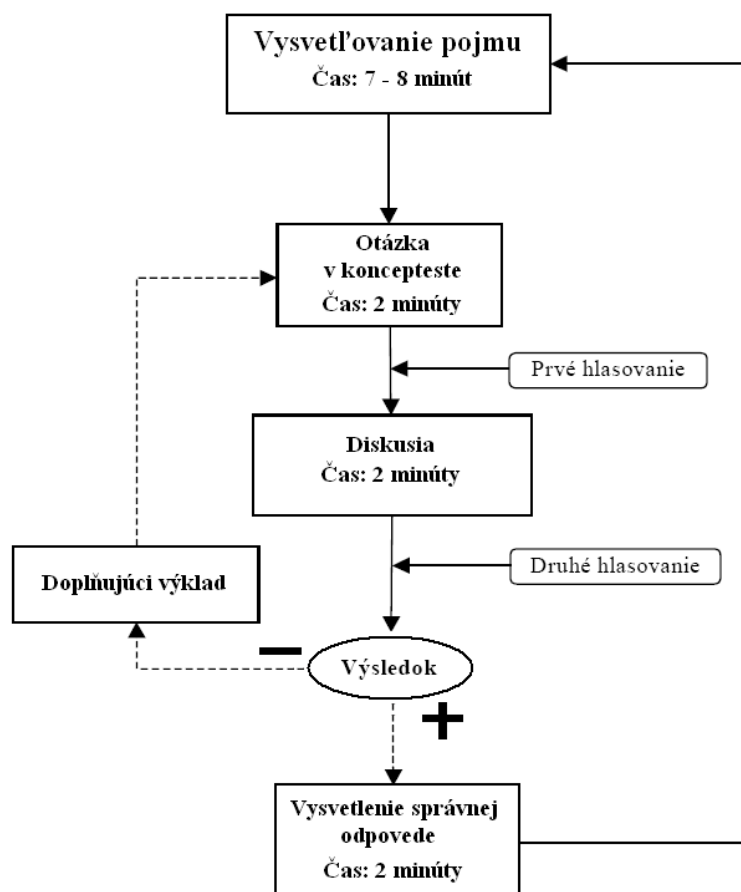 Vysvetľovanie pojmu
Čas: 7 - 8 minút
Otázka
v koncepteste
Čas: 2 minúty
Prvé hlasovanie
Diskusia
Čas: 2 minúty
Druhé hlasovanie
Doplňujúci výklad
Výsledok
Vysvetlenie správnej
odpovede
Čas: 2 minúty